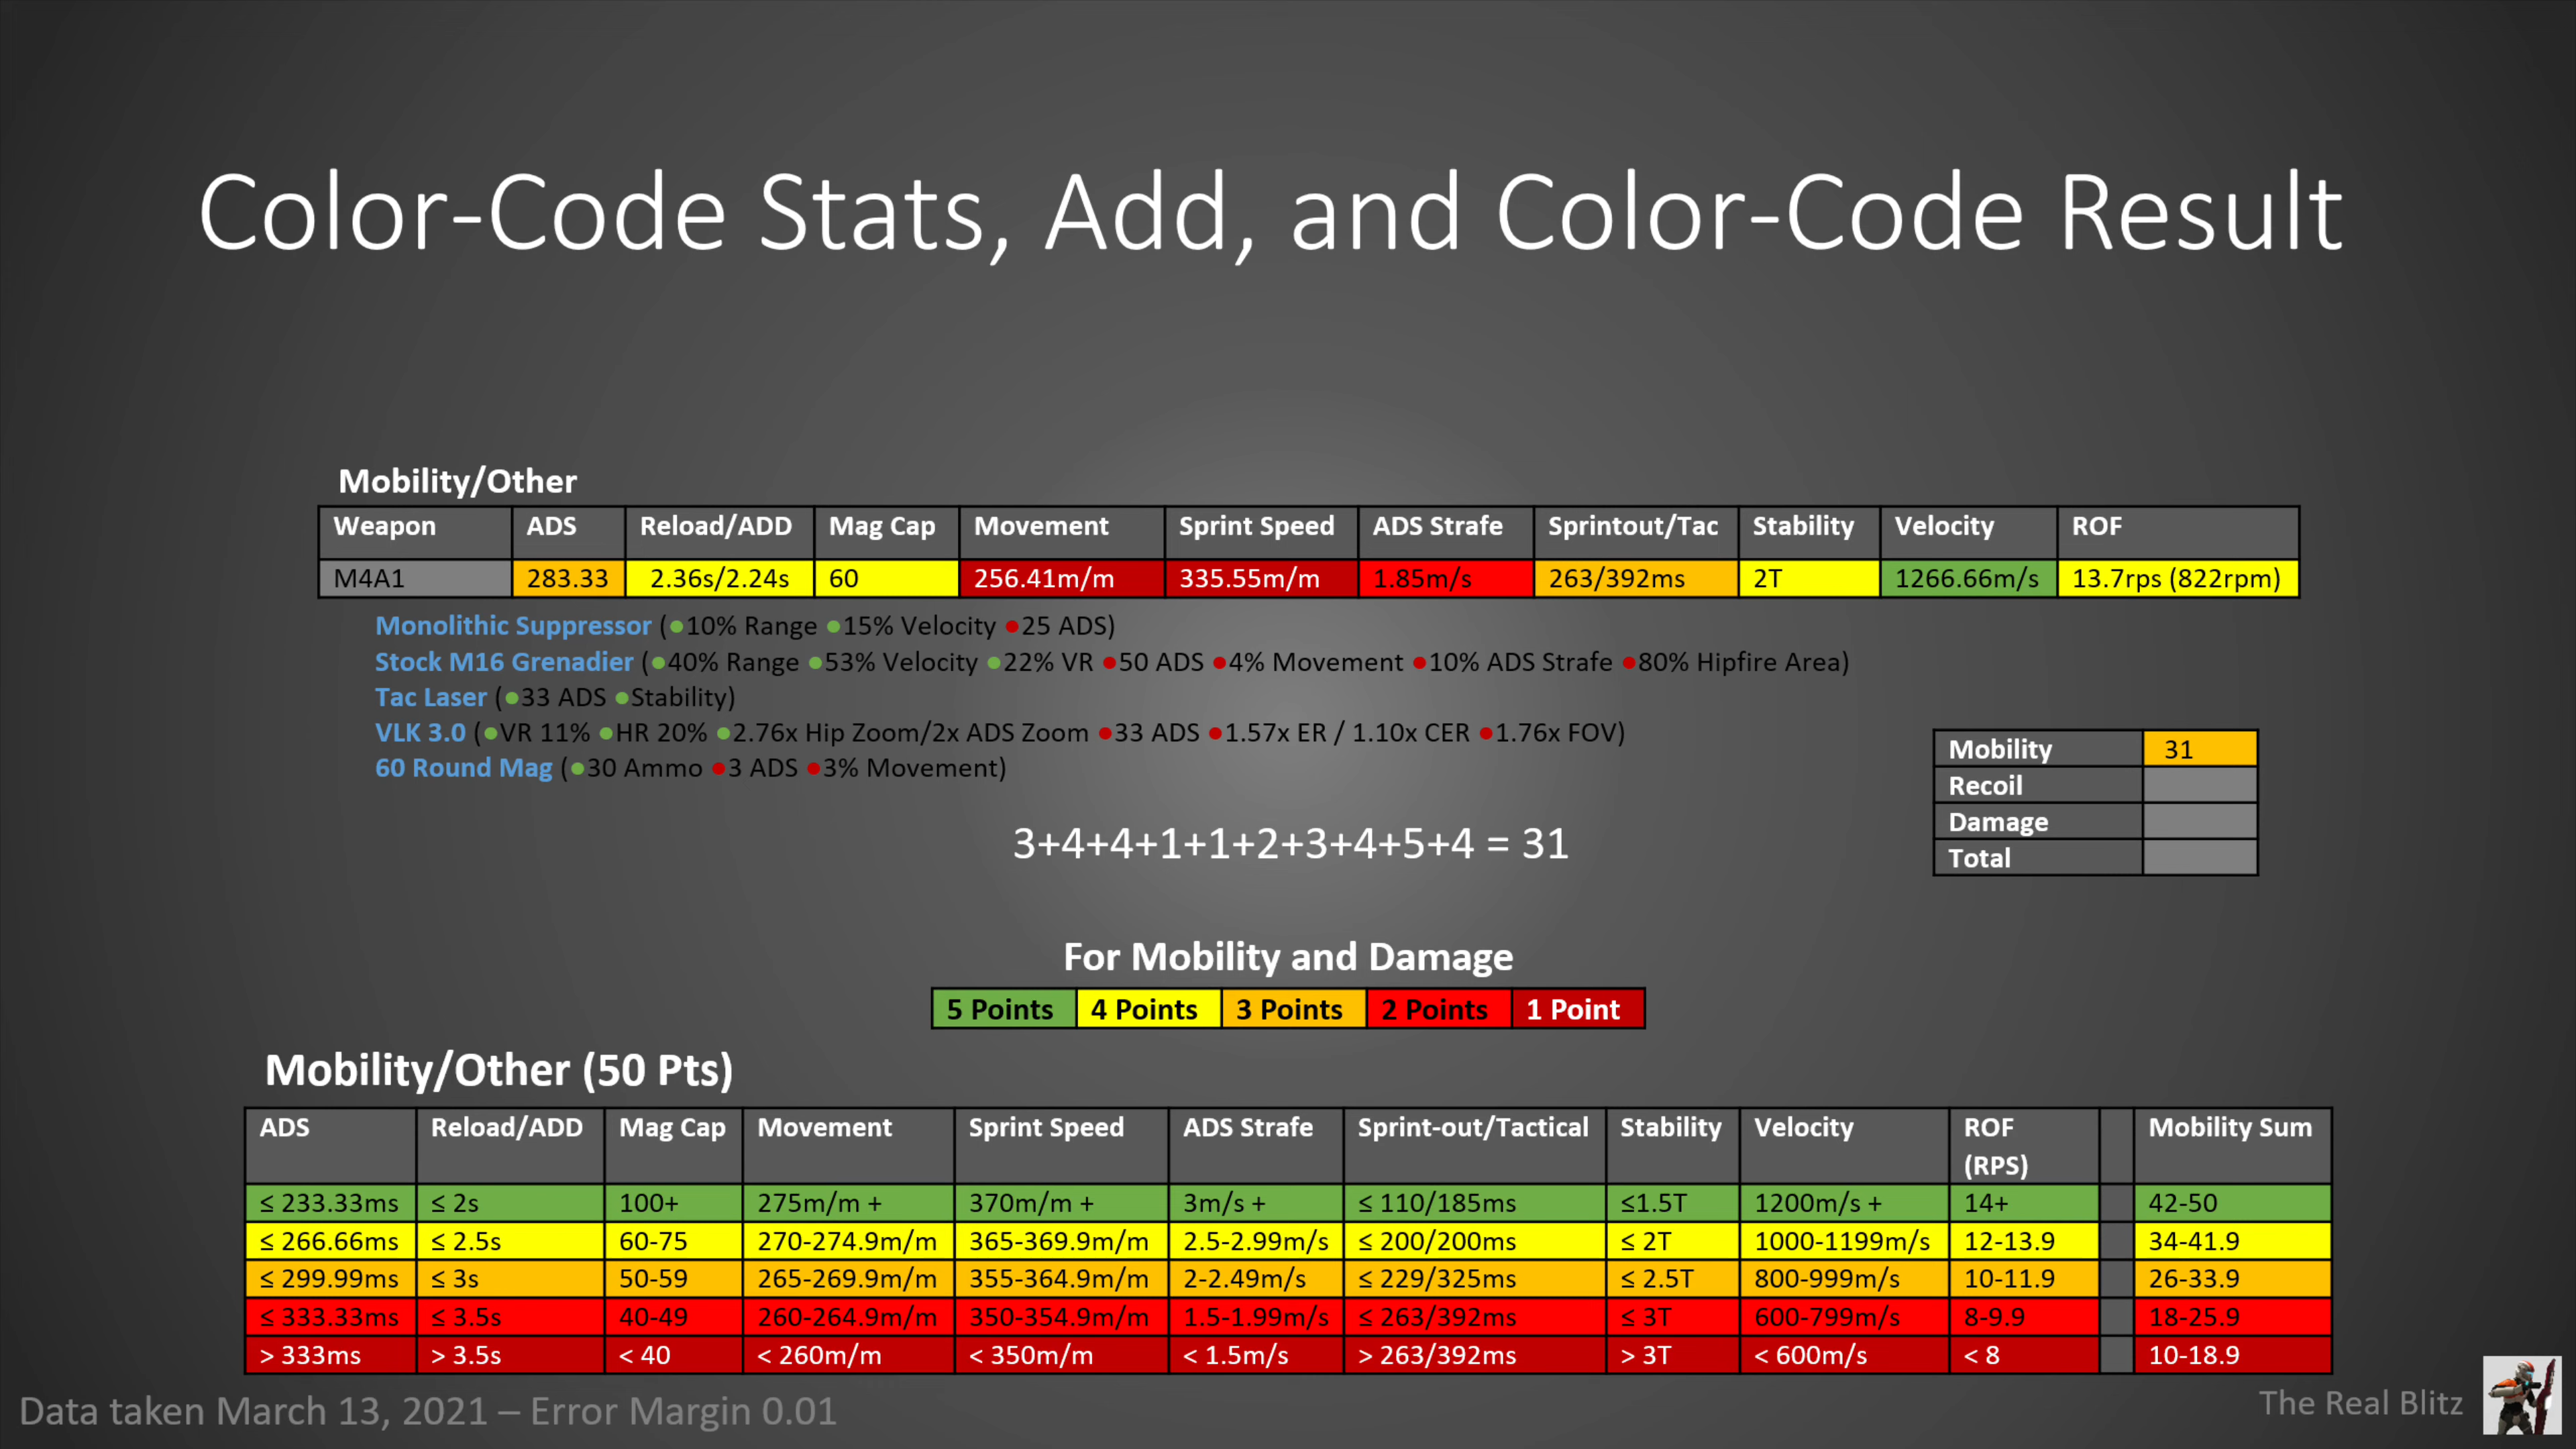 Color-Code Stats, Add, and Color-Code Result
Mobility/Other
Weapon ADS Reload/ADD Mag Cap Movement Sprint Speed ADS Strafe Sprintout/Tac Stability Velocity ROF
M4A1 283.33 2.36s/2.24s 60 256.41m/m 335.55m/m 1.85m/s 263/392ms 2T 1266.66m/s 13.7rps (822rpm)
Monolithic Suppressor (●10% Range ●15% Velocity ●25 ADS)
Stock M16 Grenadier (●40% Range ●53% Velocity ●22% VR ●50 ADS ●4% Movement ●10% ADS Strafe ●80% Hipfire Area)
Tac Laser (●33 ADS ●Stability)
VLK 3.0 (●VR 11% ●HR 20% ●2.76x Hip Zoom/2x ADS Zoom ●33 ADS ●1.57x ER / 1.10x CER ●1.76x FOV)
60 Round Mag (●30 Ammo ●3 ADS ●3% Movement)
Mobility 31
Recoil
Damage
Total
3+4+4+1+1+2+3+4+5+4 = 31
For Mobility and Damage
5 Points 4 Points 3 Points 2 Points 1 Point
Mobility/Other (50 Pts)
ADS Reload/ADD Mag Cap Movement Sprint Speed ADS Strafe Sprint-out/Tactical Stability Velocity ROF Mobility Sum
(RPS)
≤ 233.33ms ≤ 2s 100+ 275m/m + 370m/m + 3m/s + ≤ 110/185ms ≤1.5T 1200m/s + 14+ 42-50
≤ 266.66ms ≤ 2.5s 60-75 270-274.9m/m 365-369.9m/m 2.5-2.99m/s ≤ 200/200ms ≤ 2T 1000-1199m/s 12-13.9 34-41.9
≤ 299.99ms ≤ 3s 50-59 265-269.9m/m 355-364.9m/m 2-2.49m/s ≤ 229/325ms ≤ 2.5T 800-999m/s 10-11.9 26-33.9
≤ 333.33ms ≤ 3.5s 40-49 260-264.9m/m 350-354.9m/m 1.5-1.99m/s ≤ 263/392ms ≤ 3T 600-799m/s 8-9.9 18-25.9
> 333ms > 3.5s < 40 < 260m/m < 350m/m < 1.5m/s > 263/392ms > 3T < 600m/s < 8 10-18.9
Data taken March 13, 2021 – Error Margin 0.01
The Real Blitz